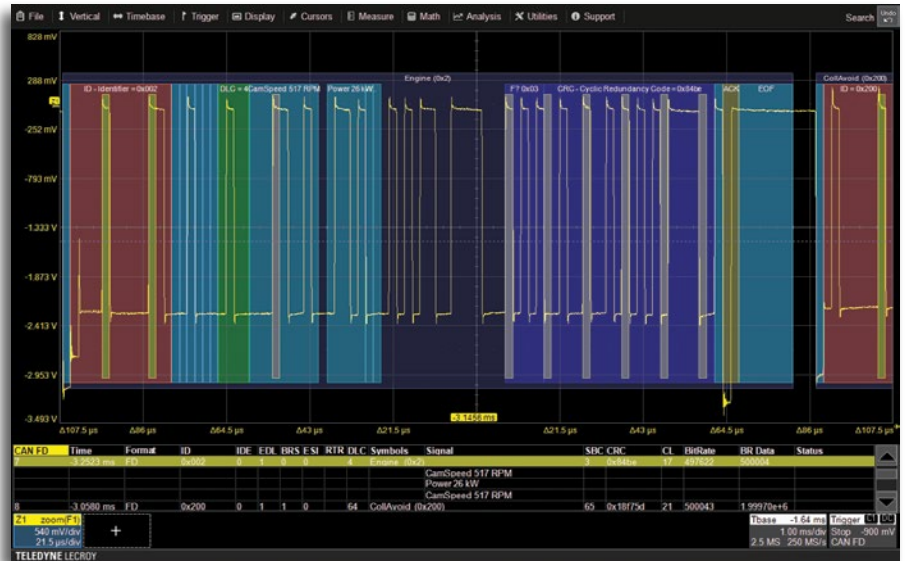 File Vertical Timebase Trigger Display Cursors Measure Math Analysis Utilities Support Search Undo
828 mV
288 mV
-252 mV
-793 mV
-1.333 V
-1.873 V
-2.413 V
-2.953 V
-3.493 V
Z1
Engine (0x2) CollAvoid (0x200)
ID - Identifier = 0x002 DLC = 4 CamSpeed 517 RPM Power 26 kW F? 0x03 CRC - Cyclic Redundancy Code = 0x84be ACK EOF ID = 0x200
-3.1456 ms
Δ107.5 µs Δ86 µs Δ64.5 µs Δ43 µs Δ21.5 µs Δ21.5 µs Δ43 µs Δ64.5 µs Δ86 µs Δ107.5 µs
CAN FD Time Format ID IDE EDL BRS ESI RTR DLC Symbols Signal SBC CRC CL BitRate BR Data Status
7 -3.2523 ms FD 0x002 0 1 0 0 4 Engine (0x2) 3 0x84be 17 497622 500004
CamSpeed 517 RPM
Power 26 kW
CamSpeed 517 RPM
8 -3.0580 ms FD 0x200 0 1 1 0 64 CollAvoid (0x200) 65 0x18f75d 21 500043 1.99970e+6
Z1 zoom(F1)
540 mV/div
21.5 µs/div
+
Tbase -1.64 ms
1.00 ms/div
2.5 MS 250 MS/s
Trigger C1 DC
Stop -900 mV
CAN FD
TELEDYNE LECROY